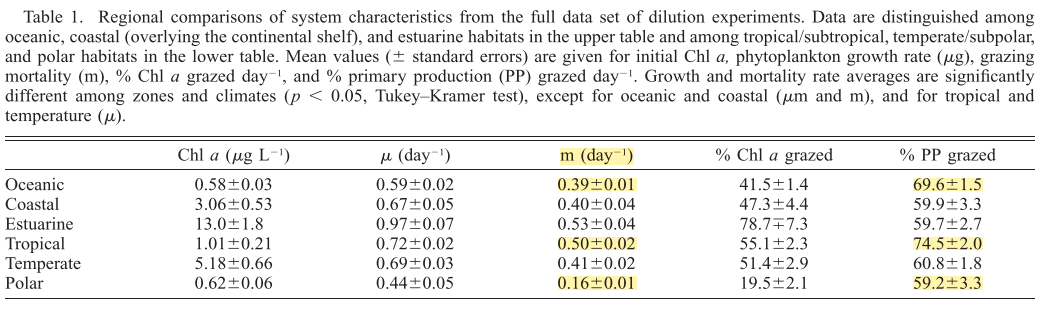 Table 1. Regional comparisons of system characteristics from the full data set of dilution experiments. Data are distinguished among
oceanic, coastal (overlying the continental shelf), and estuarine habitats in the upper table and among tropical/subtropical, temperate/subpolar,
and polar habitats in the lower table. Mean values (± standard errors) are given for initial Chl a, phytoplankton growth rate (μg), grazing
mortality (m), % Chl a grazed day⁻¹, and % primary production (PP) grazed day⁻¹. Growth and mortality rate averages are significantly
different among zones and climates (p < 0.05, Tukey–Kramer test), except for oceanic and coastal (μm and m), and for tropical and
temperature (μ).
Chl a (μg L⁻¹) μ (day⁻¹) m (day⁻¹) % Chl a grazed % PP grazed
Oceanic 0.58±0.03 0.59±0.02 0.39±0.01 41.5±1.4 69.6±1.5
Coastal 3.06±0.53 0.67±0.05 0.40±0.04 47.3±4.4 59.9±3.3
Estuarine 13.0±1.8 0.97±0.07 0.53±0.04 78.7∓7.3 59.7±2.7
Tropical 1.01±0.21 0.72±0.02 0.50±0.02 55.1±2.3 74.5±2.0
Temperate 5.18±0.66 0.69±0.03 0.41±0.02 51.4±2.9 60.8±1.8
Polar 0.62±0.06 0.44±0.05 0.16±0.01 19.5±2.1 59.2±3.3